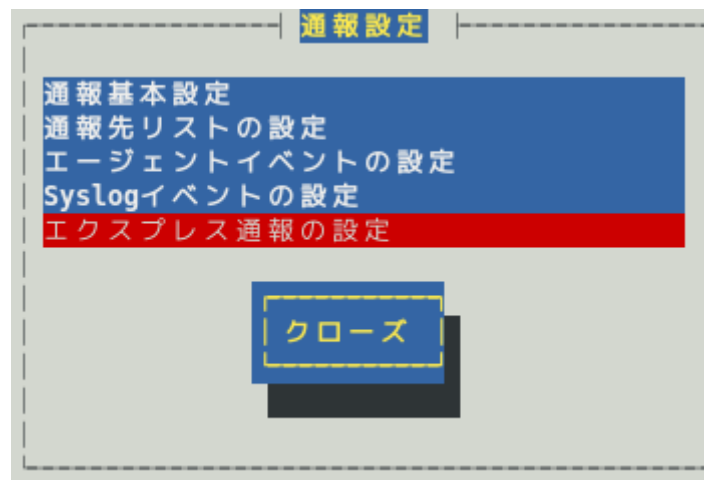 通報設定
通報基本設定
通報先リストの設定
エージェントイベントの設定
Syslogイベントの設定
エクスプレス通報の設定
クローズ